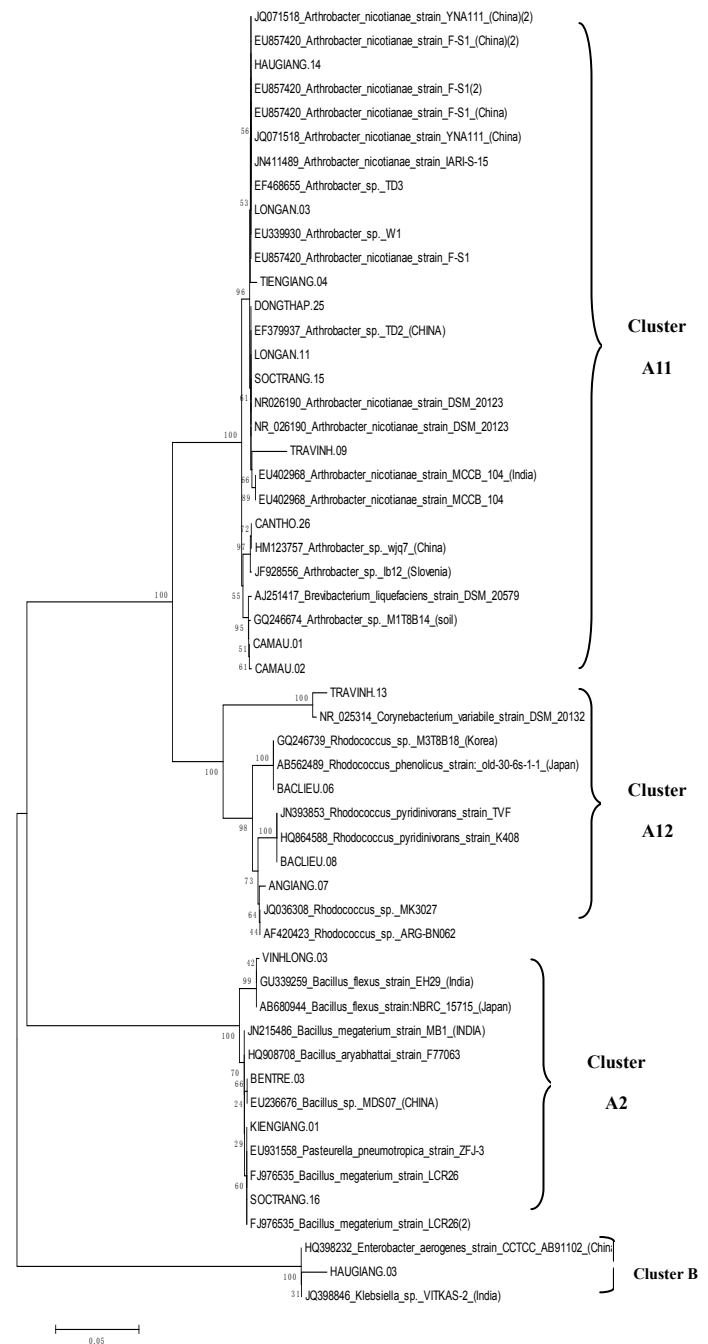 JQ071518_Arthrobacter_nicotianae_strain_YNA111_(China)(2)
EU857420_Arthrobacter_nicotianae_strain_F-S1_(China)(2)
HAUGIANG.14
EU857420_Arthrobacter_nicotianae_strain_F-S1(2)
EU857420_Arthrobacter_nicotianae_strain_F-S1_(China)
56
JQ071518_Arthrobacter_nicotianae_strain_YNA111_(China)
JN411489_Arthrobacter_nicotianae_strain_IARI-S-15
EF468655_Arthrobacter_sp._TD3
53
LONGAN.03
EU339930_Arthrobacter_sp._W1
EU857420_Arthrobacter_nicotianae_strain_F-S1
TIENGIANG.04
96
DONGTHAP.25
EF379937_Arthrobacter_sp._TD2_(CHINA)
Cluster
A11
LONGAN.11
SOCTRANG.15
61
NR026190_Arthrobacter_nicotianae_strain_DSM_20123
NR_026190_Arthrobacter_nicotianae_strain_DSM_20123
100
TRAVINH.09
66
EU402968_Arthrobacter_nicotianae_strain_MCCB_104_(India)
89
EU402968_Arthrobacter_nicotianae_strain_MCCB_104
72
CANTHO.26
97
HM123757_Arthrobacter_sp._wjq7_(China)
JF928556_Arthrobacter_sp._Ib12_(Slovenia)
55
AJ251417_Brevibacterium_liquefaciens_strain_DSM_20579
100
GQ246674_Arthrobacter_sp._M1T8B14_(soil)
95
51
CAMAU.01
61
CAMAU.02
100
TRAVINH.13
NR_025314_Corynebacterium_variabile_strain_DSM_20132
GQ246739_Rhodococcus_sp._M3T8B18_(Korea)
100
100
AB562489_Rhodococcus_phenolicus_strain:_old-30-6s-1-1_(Japan)
BACLIEU.06
Cluster
A12
JN393853_Rhodococcus_pyridinivorans_strain_TVF
98
100
HQ864588_Rhodococcus_pyridinivorans_strain_K408
BACLIEU.08
73
ANGIANG.07
64
JQ036308_Rhodococcus_sp._MK3027
44
AF420423_Rhodococcus_sp._ARG-BN062
42
VINHLONG.03
99
GU339259_Bacillus_flexus_strain_EH29_(India)
AB680944_Bacillus_flexus_strain:NBRC_15715_(Japan)
100
JN215486_Bacillus_megaterium_strain_MB1_(INDIA)
HQ908708_Bacillus_aryabhattai_strain_F77063
Cluster
A2
70
66
BENTRE.03
24
EU236676_Bacillus_sp._MDS07_(CHINA)
KIENGIANG.01
29
EU931558_Pasteurella_pneumotropica_strain_ZFJ-3
FJ976535_Bacillus_megaterium_strain_LCR26
60
SOCTRANG.16
FJ976535_Bacillus_megaterium_strain_LCR26(2)
HQ398232_Enterobacter_aerogenes_strain_CCTCC_AB91102_(Chin
100
HAUGIANG.03
Cluster B
31
JQ398846_Klebsiella_sp._VITKAS-2_(India)
0.05